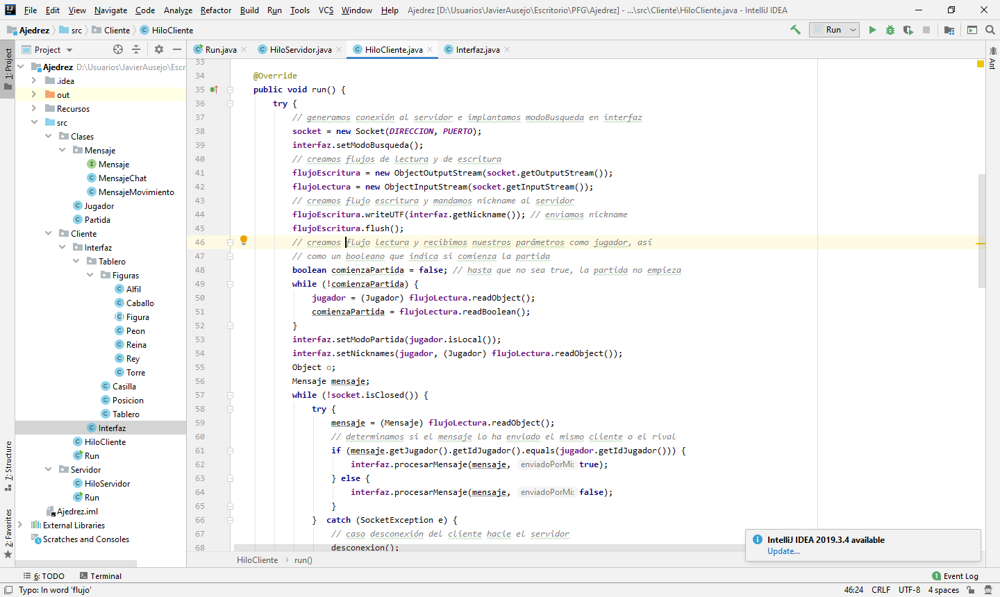 File Edit View Navigate Code Analyze Refactor Build Run Tools VCS Window Help Ajedrez [D:\Usuarios\JavierAusejo\Escritorio\PFG\Ajedrez] - ...\src\Cliente\HiloCliente.java - IntelliJ IDEA
Ajedrez src Cliente HiloCliente Run
1: Project
7: Structure
2: Favorites
Project
Ajedrez D:\Usuarios\JavierAusejo\Escr
.idea
out
Recursos
src
Clases
Mensaje
Mensaje
MensajeChat
MensajeMovimiento
Jugador
Partida
Cliente
Interfaz
Tablero
Figuras
Alfil
Caballo
Figura
Peon
Reina
Rey
Torre
Casilla
Posicion
Tablero
Interfaz
HiloCliente
Run
Servidor
HiloServidor
Run
Ajedrez.iml
External Libraries
Scratches and Consoles
Run.java HiloServidor.java HiloCliente.java Interfaz.java
Ant
33
34 @Override
35 public void run() {
36 try {
37 // generamos conexión al servidor e implantamos modoBusqueda en interfaz
38 socket = new Socket(DIRECCION, PUERTO);
39 interfaz.setModoBusqueda();
40 // creamos flujos de lectura y de escritura
41 flujoEscritura = new ObjectOutputStream(socket.getOutputStream());
42 flujoLectura = new ObjectInputStream(socket.getInputStream());
43 // creamos flujo escritura y mandamos nickname al servidor
44 flujoEscritura.writeUTF(interfaz.getNickname()); // enviamos nickname
45 flujoEscritura.flush();
46 // creamos flujo lectura y recibimos nuestros parámetros como jugador, así
47 // como un booleano que indica si comienza la partida
48 boolean comienzaPartida = false; // hasta que no sea true, la partida no empieza
49 while (!comienzaPartida) {
50 jugador = (Jugador) flujoLectura.readObject();
51 comienzaPartida = flujoLectura.readBoolean();
52 }
53 interfaz.setModoPartida(jugador.isLocal());
54 interfaz.setNicknames(jugador, (Jugador) flujoLectura.readObject());
55 Object o;
56 Mensaje mensaje;
57 while (!socket.isClosed()) {
58 try {
59 mensaje = (Mensaje) flujoLectura.readObject();
60 // determinamos si el mensaje lo ha enviado el mismo cliente o el rival
61 if (mensaje.getJugador().getIdJugador().equals(jugador.getIdJugador())) {
62 interfaz.procesarMensaje(mensaje, enviadoPorMi: true);
63 } else {
64 interfaz.procesarMensaje(mensaje, enviadoPorMi: false);
65 }
66 } catch (SocketException e) {
67 // caso desconexión del cliente hacie el servidor
68 desconexion();
IntelliJ IDEA 2019.3.4 available
Update...
HiloCliente run()
6: TODO Terminal 1 Event Log
Typo: In word 'flujo' 46:24 CRLF UTF-8 4 spaces